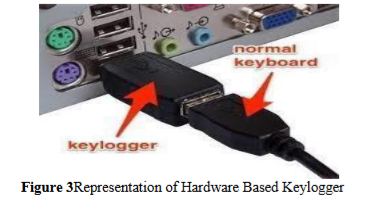 normal
keyboard
keylogger
Figure 3Representation of Hardware Based Keylogger